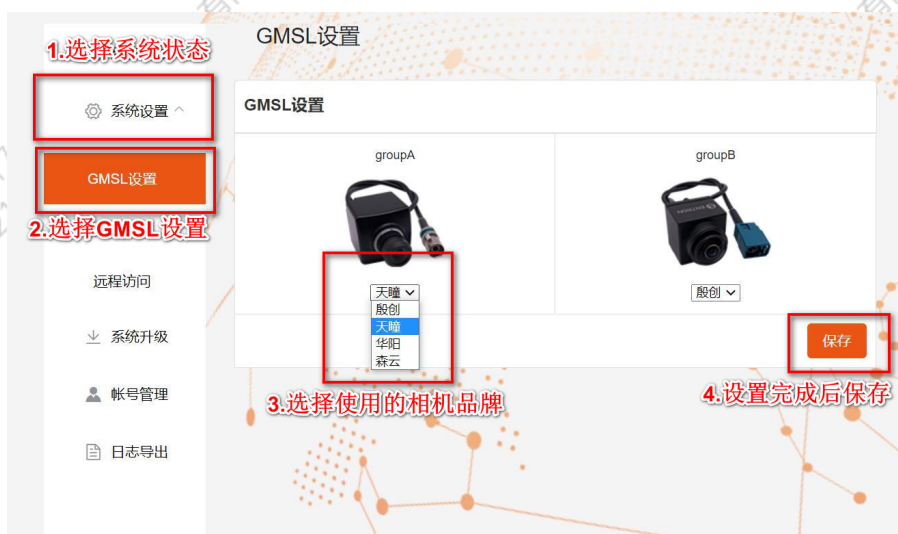 GMSL设置
1.选择系统状态
系统设置
GMSL设置
groupA
groupB
GMSL设置
2.选择GMSL设置
远程访问
天瞳
殷创
殷创
天瞳
华阳
森云
系统升级
保存
3.选择使用的相机品牌
4.设置完成后保存
帐号管理
日志导出